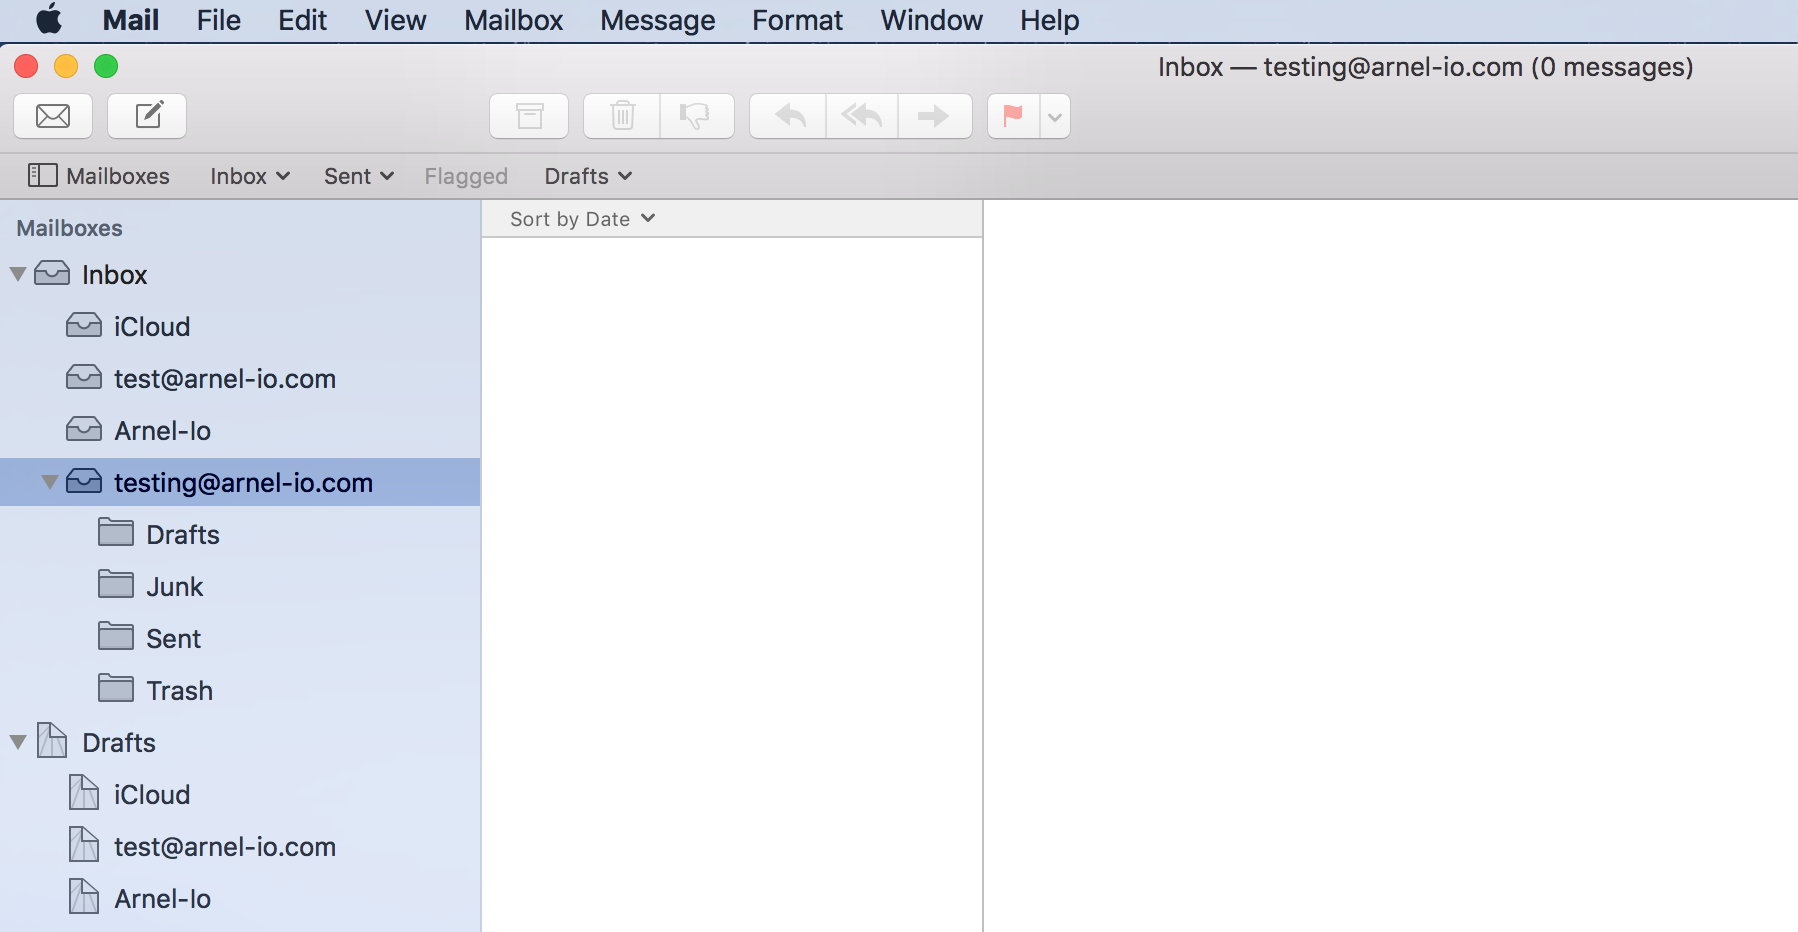 Mail File Edit View Mailbox Message Format Window Help
Inbox — testing@arnel-io.com (0 messages)
Mailboxes Inbox Sent Flagged Drafts
Mailboxes
Sort by Date
Inbox
iCloud
test@arnel-io.com
Arnel-Io
testing@arnel-io.com
Drafts
Junk
Sent
Trash
Drafts
iCloud
test@arnel-io.com
Arnel-Io